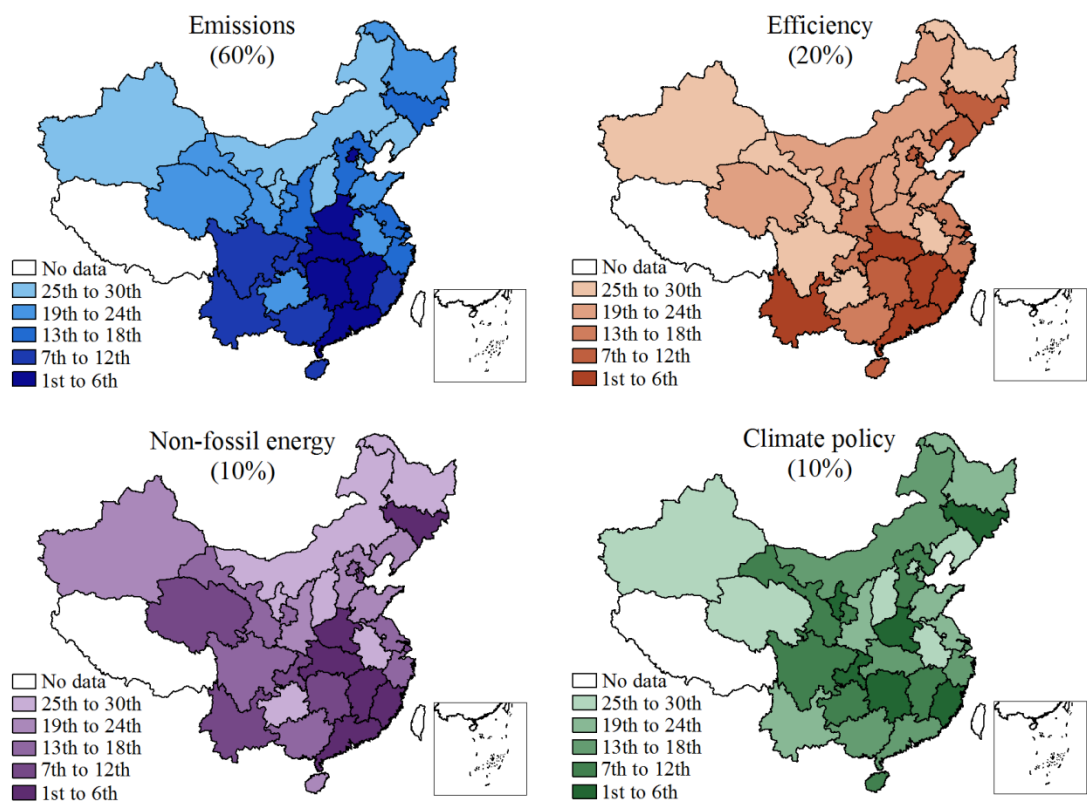 Emissions
(60%)
No data
25th to 30th
19th to 24th
13th to 18th
7th to 12th
1st to 6th
Efficiency
(20%)
No data
25th to 30th
19th to 24th
13th to 18th
7th to 12th
1st to 6th
Non-fossil energy
(10%)
No data
25th to 30th
19th to 24th
13th to 18th
7th to 12th
1st to 6th
Climate policy
(10%)
No data
25th to 30th
19th to 24th
13th to 18th
7th to 12th
1st to 6th